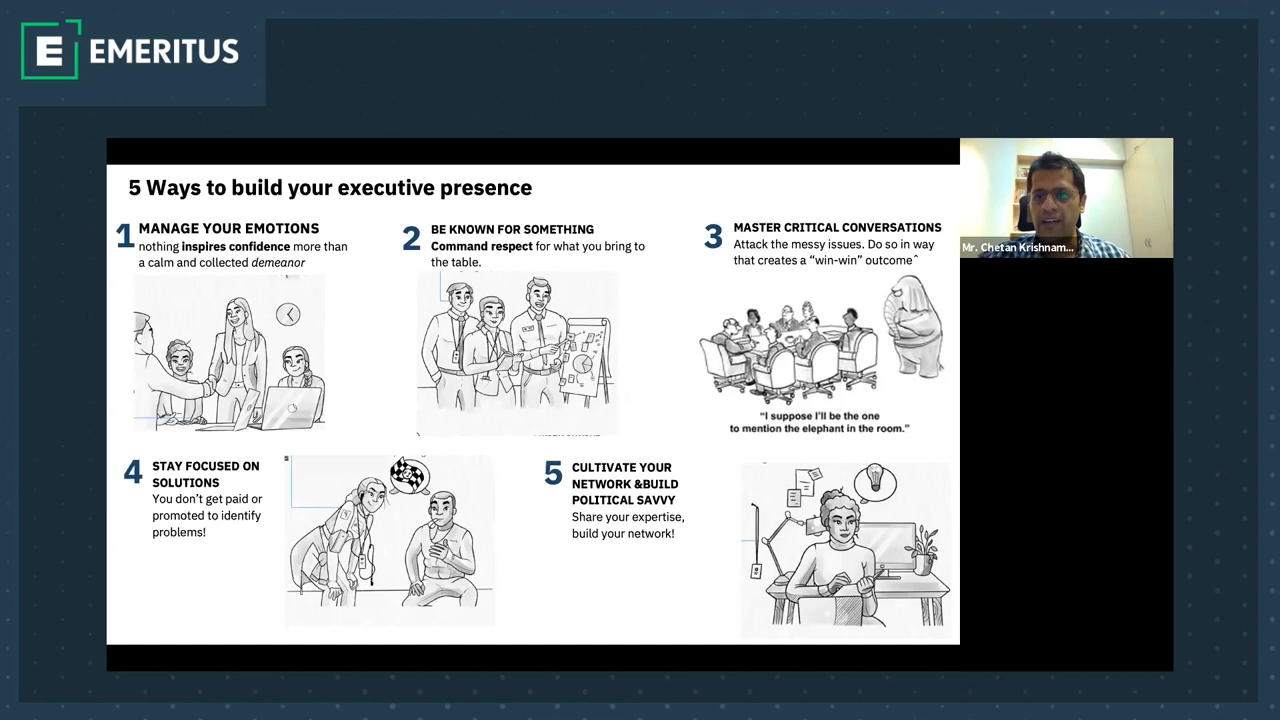 E EMERITUS
5 Ways to build your executive presence
1 MANAGE YOUR EMOTIONS
nothing inspires confidence more than
a calm and collected demeanor
2 BE KNOWN FOR SOMETHING
Command respect for what you bring to
the table.
3 MASTER CRITICAL CONVERSATIONS
Attack the messy issues. Do so in way
that creates a “win-win” outcome^
“I suppose I’ll be the one
to mention the elephant in the room.”
4 STAY FOCUSED ON
SOLUTIONS
You don’t get paid or
promoted to identify
problems!
5 CULTIVATE YOUR
NETWORK &BUILD
POLITICAL SAVVY
Share your expertise,
build your network!
Mr. Chetan Krishnam...